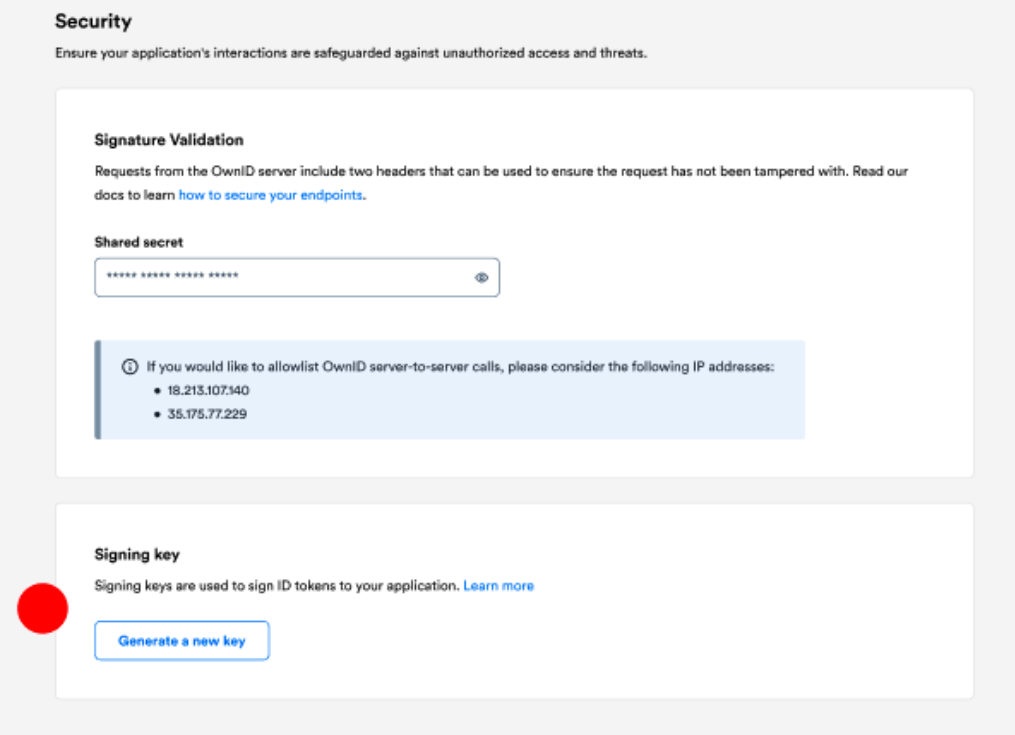 Security
Ensure your application's interactions are safeguarded against unauthorized access and threats.
Signature Validation
Requests from the OwnID server include two headers that can be used to ensure the request has not been tampered with. Read our
docs to learn how to secure your endpoints.
Shared secret
***** ***** ***** *****
If you would like to allowlist OwnID server-to-server calls, please consider the following IP addresses:
• 18.213.107.140
• 35.175.77.229
Signing key
Signing keys are used to sign ID tokens to your application. Learn more
Generate a new key